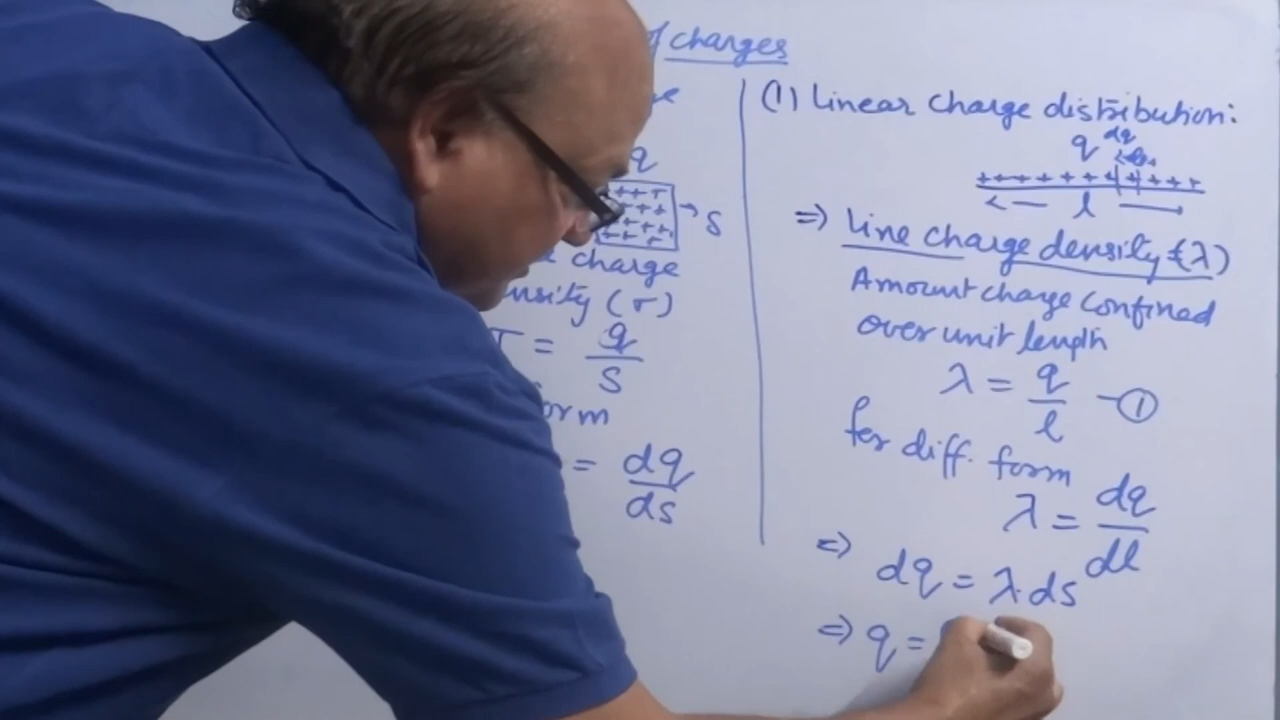 charges
q
→ S
charge
(σ)
= q/s
form
= dq/ds
(1) Linear charge distribution:
q dq
+ + + + + + + + + + +
← l →
⇒ Line charge density (λ)
Amount charge confined
over unit length
λ = q/l —①
for diff. form
λ = dq/dl
⇒ dq = λ.ds
⇒ q =